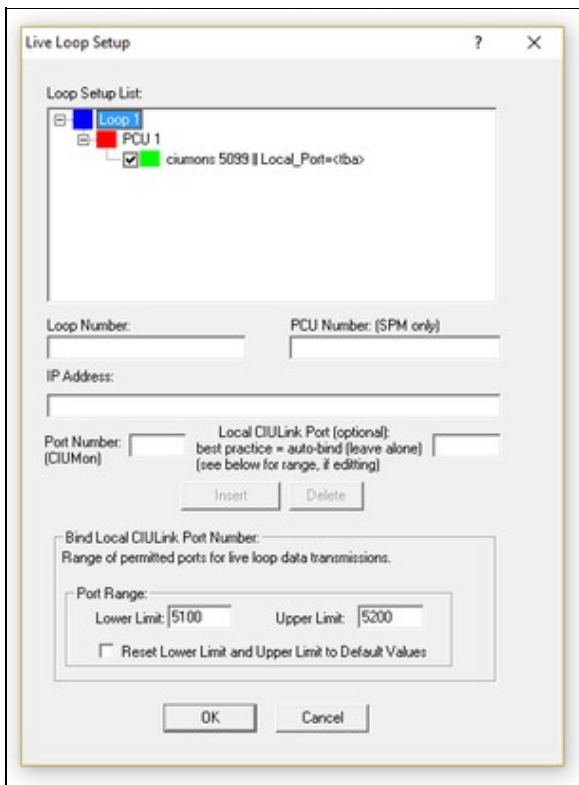 Live Loop Setup ? X
Loop Setup List:
Loop 1
PCU 1
ciumons 5099 || Local_Port=<tba>
Loop Number: PCU Number: (SPM only)
IP Address:
Port Number: (CIUMon)
Local CIULink Port (optional):
best practice = auto-bind (leave alone)
(see below for range, if editting)
Insert Delete
Bind Local CIULink Port Number:
Range of permitted ports for live loop data transmissions.
Port Range:
Lower Limit: 5100 Upper Limit: 5200
Reset Lower Limit and Upper Limit to Default Values
OK Cancel